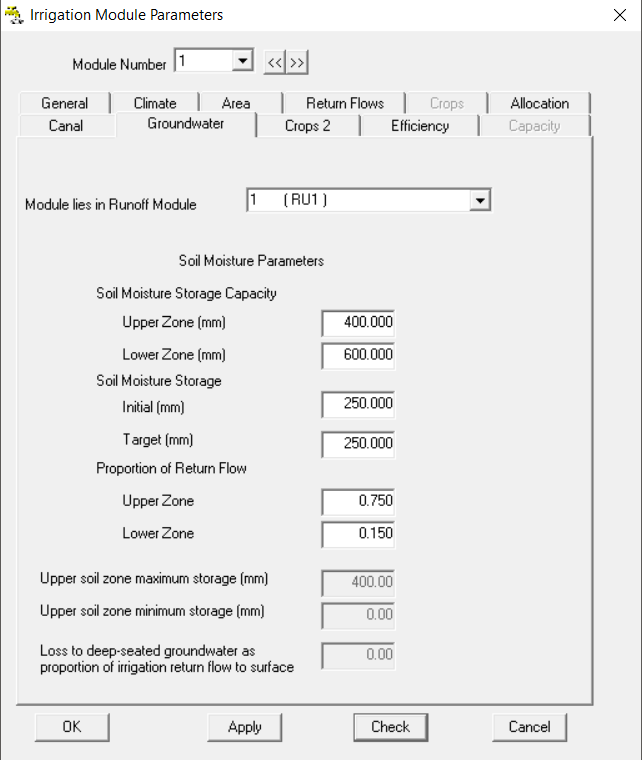 Irrigation Module Parameters
Module Number 1 << >>
General Climate Area Return Flows Crops Allocation
Canal Groundwater Crops 2 Efficiency Capacity
Module lies in Runoff Module 1 (RU1 )
Soil Moisture Parameters
Soil Moisture Storage Capacity
Upper Zone (mm) 400.000
Lower Zone (mm) 600.000
Soil Moisture Storage
Initial (mm) 250.000
Target (mm) 250.000
Proportion of Return Flow
Upper Zone 0.750
Lower Zone 0.150
Upper soil zone maximum storage (mm) 400.00
Upper soil zone minimum storage (mm) 0.00
Loss to deep-seated groundwater as
proportion of irrigation return flow to surface 0.00
OK Apply Check Cancel